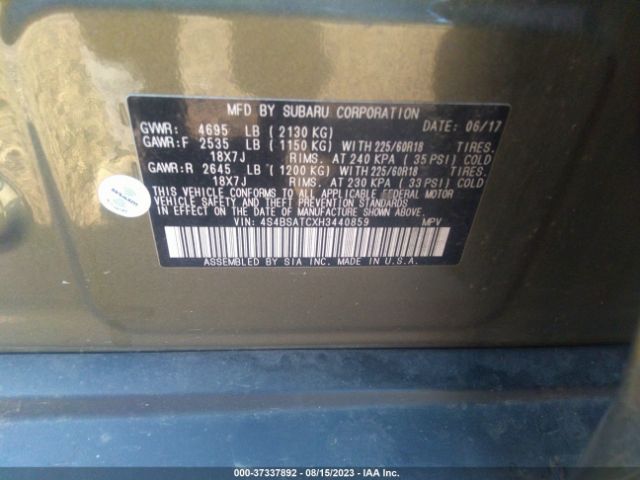 MFD BY SUBARU CORPORATION
GVWR: 4695 LB ( 2130 KG) DATE: 06/17
GAWR:F 2535 LB ( 1150 KG) WITH 225/60R18 TIRES.
18X7J RIMS. AT 240 KPA ( 35 PSI) COLD
GAWR:R 2645 LB ( 1200 KG) WITH 225/60R18 TIRES.
18X7J RIMS. AT 230 KPA ( 33 PSI) COLD
THIS VEHICLE CONFORMS TO ALL APPLICABLE FEDERAL MOTOR
VEHICLE SAFETY AND THEFT PREVENTION STANDARDS IN
EFFECT ON THE DATE OF MANUFACTURE SHOWN ABOVE.
VIN: 4S4BSATCXH3440859 MPV
ASSEMBLED BY SIA INC. MADE IN U.S.A.
000-37337892 - 08/15/2023 - IAA Inc.